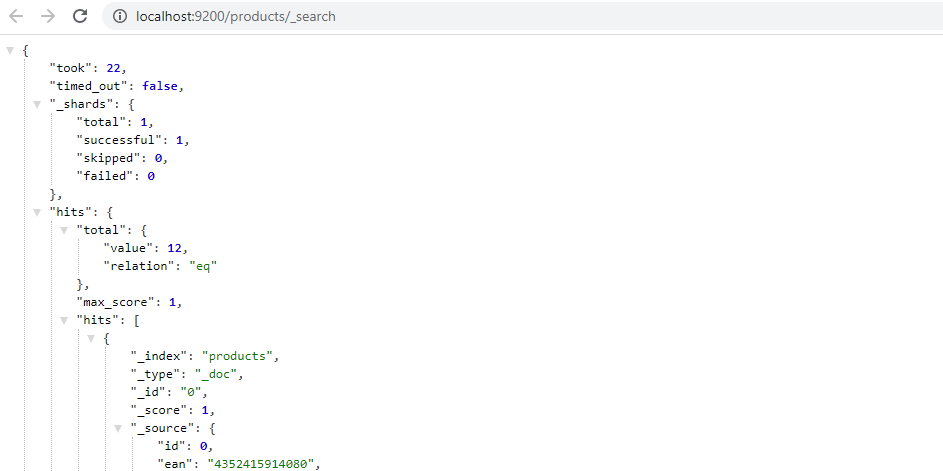 localhost:9200/products/_search
{
"took": 22,
"timed_out": false,
"_shards": {
"total": 1,
"successful": 1,
"skipped": 0,
"failed": 0
},
"hits": {
"total": {
"value": 12,
"relation": "eq"
},
"max_score": 1,
"hits": [
{
"_index": "products",
"_type": "_doc",
"_id": "0",
"_score": 1,
"_source": {
"id": 0,
"ean": "4352415914080",